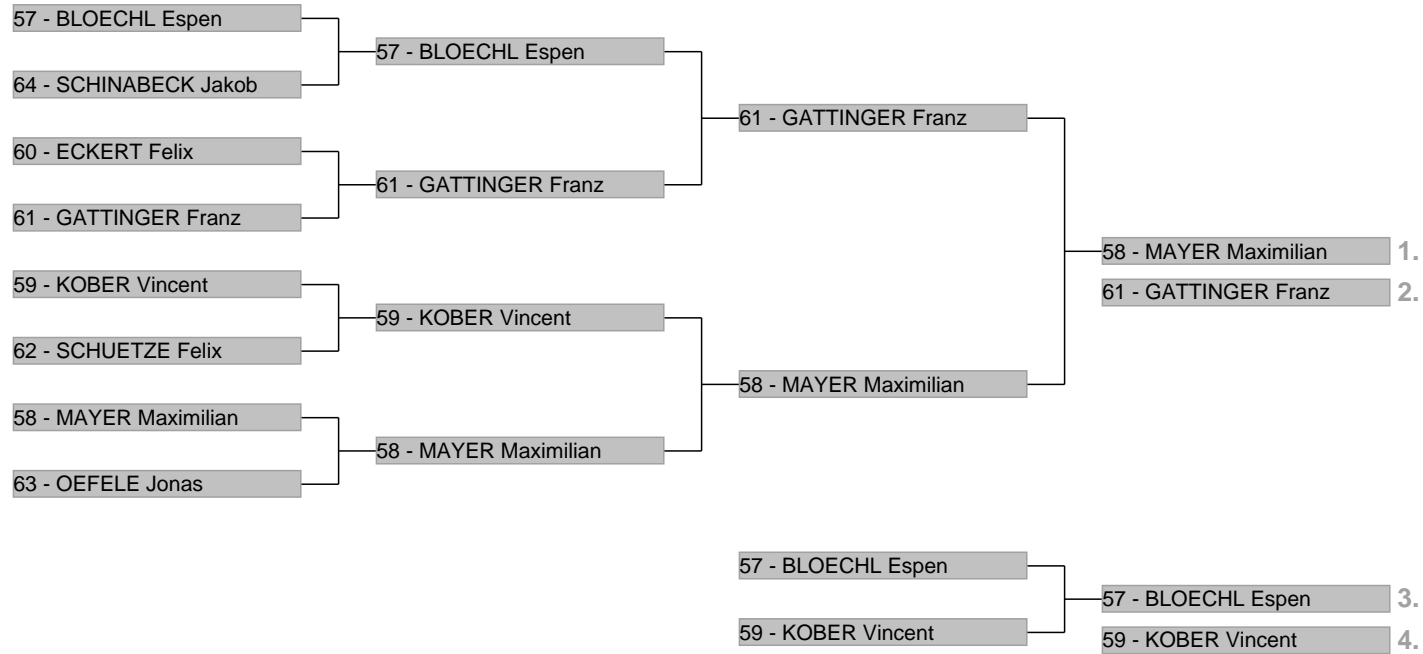 57 - BLOECHL Espen
64 - SCHINABECK Jakob
60 - ECKERT Felix
61 - GATTINGER Franz
59 - KOBER Vincent
62 - SCHUETZE Felix
58 - MAYER Maximilian
63 - OEFELE Jonas
57 - BLOECHL Espen
61 - GATTINGER Franz
59 - KOBER Vincent
58 - MAYER Maximilian
61 - GATTINGER Franz
58 - MAYER Maximilian
58 - MAYER Maximilian 1.
61 - GATTINGER Franz 2.
57 - BLOECHL Espen
59 - KOBER Vincent
57 - BLOECHL Espen 3.
59 - KOBER Vincent 4.